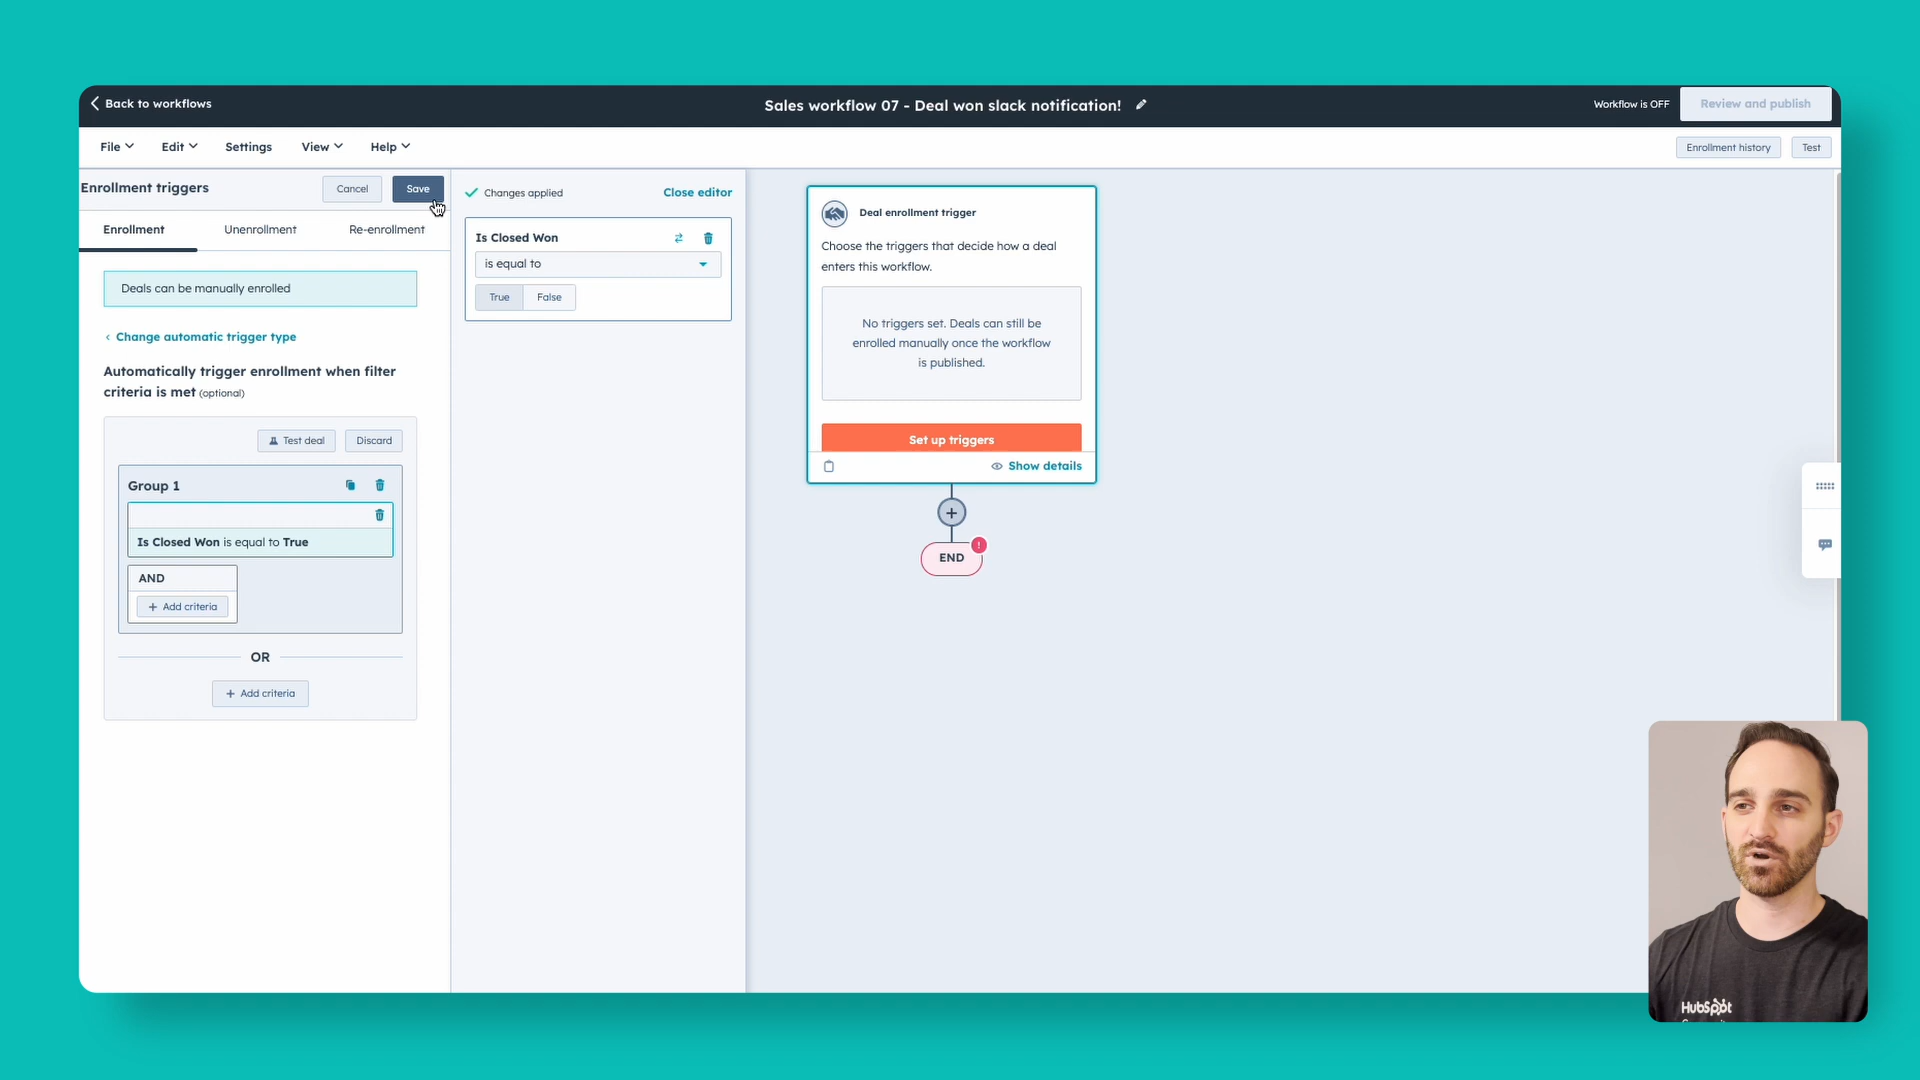 Back to workflows
Sales workflow 07 - Deal won slack notification!
Workflow is OFF
Review and publish
File
Edit
Settings
View
Help
Enrollment history
Test
Enrollment triggers
Cancel
Save
Enrollment
Unenrollment
Re-enrollment
Deals can be manually enrolled
Change automatic trigger type
Automatically trigger enrollment when filter
criteria is met (optional)
Test deal
Discard
Group 1
Is Closed Won is equal to True
AND
+ Add criteria
OR
+ Add criteria
Changes applied
Close editor
Is Closed Won
is equal to
True
False
Deal enrollment trigger
Choose the triggers that decide how a deal
enters this workflow.
No triggers set. Deals can still be
enrolled manually once the workflow
is published.
Set up triggers
Show details
+
END
!
HubSpot